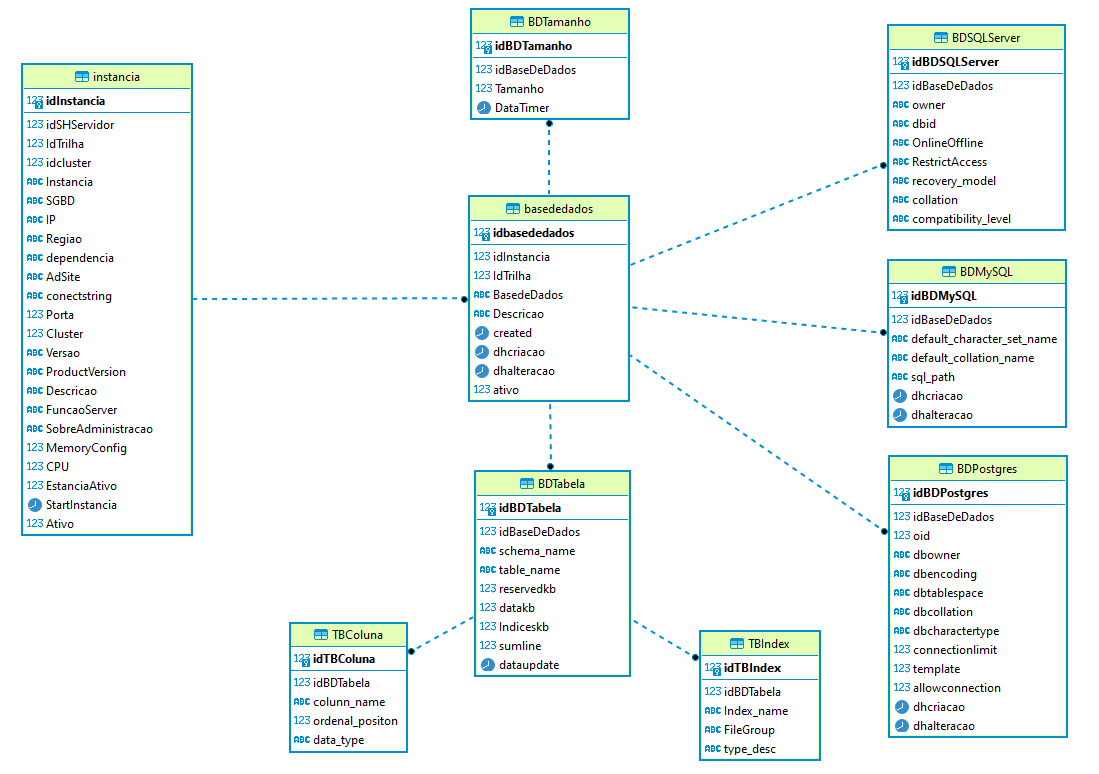 instancia
123 idInstancia
123 idSHServidor
123 IdTrilha
123 idcluster
ABC Instancia
ABC SGBD
ABC IP
ABC Regiao
ABC dependencia
ABC AdSite
ABC conectstring
123 Porta
123 Cluster
ABC Versao
ABC ProductVersion
ABC Descricao
ABC FuncaoServer
ABC SobreAdministracao
123 MemoryConfig
123 CPU
123 EstanciaAtivo
StartInstancia
123 Ativo
BDTamanho
123 idBDTamanho
123 idBaseDeDados
123 Tamanho
DataTimer
basededados
123 idbasededados
123 idInstancia
123 IdTrilha
ABC BasedeDados
ABC Descricao
created
dhcriacao
dhalteracao
123 ativo
BDTabela
123 idBDTabela
123 idBaseDeDados
ABC schema_name
ABC table_name
123 reservedkb
123 datakb
123 Indiceskb
123 sumline
dataupdate
TBColuna
123 idTBColuna
123 idBDTabela
ABC colunn_name
123 ordenal_positon
ABC data_type
TBIndex
123 idTBIndex
123 idBDTabela
ABC Index_name
ABC FileGroup
ABC type_desc
BDSQLServer
123 idBDSQLServer
123 idBaseDeDados
ABC owner
ABC dbid
ABC OnlineOffline
ABC RestrictAccess
ABC recovery_model
ABC collation
ABC compatibility_level
BDMySQL
123 idBDMySQL
123 idBaseDeDados
ABC default_character_set_name
ABC default_collation_name
ABC sql_path
dhcriacao
dhalteracao
BDPostgres
123 idBDPostgres
123 idBaseDeDados
123 oid
ABC dbowner
ABC dbencoding
ABC dbtablespace
ABC dbcollation
ABC dbcharactertype
123 connectionlimit
123 template
123 allowconnection
dhcriacao
dhalteracao